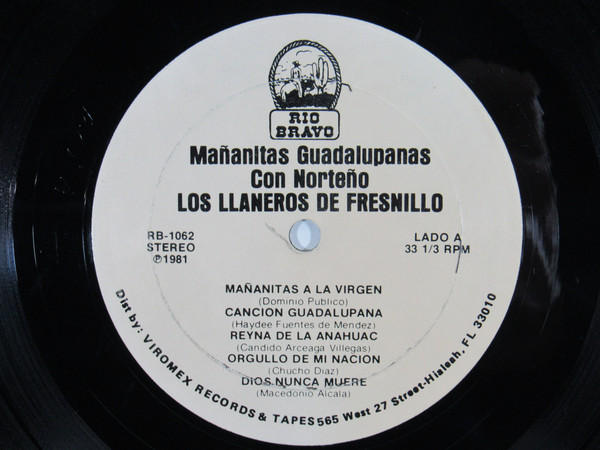 RIO
BRAVO
Mañanitas Guadalupanas
Con Norteño
LOS LLANEROS DE FRESNILLO
RB-1062
STEREO
℗1981
LADO A
33 1/3 RPM
MAÑANITAS A LA VIRGEN
(Dominio Publico)
CANCION GUADALUPANA
(Haydee Fuentes de Mendez)
REYNA DE LA ANAHUAC
(Candido Arceaga Villegas)
ORGULLO DE MI NACION
(Chucho Diaz)
DIOS NUNCA MUERE
(Macedonio Alcala)
Dist by: VIROMEX RECORDS & TAPES 565 West 27 Street-Hialeah, FL 33010